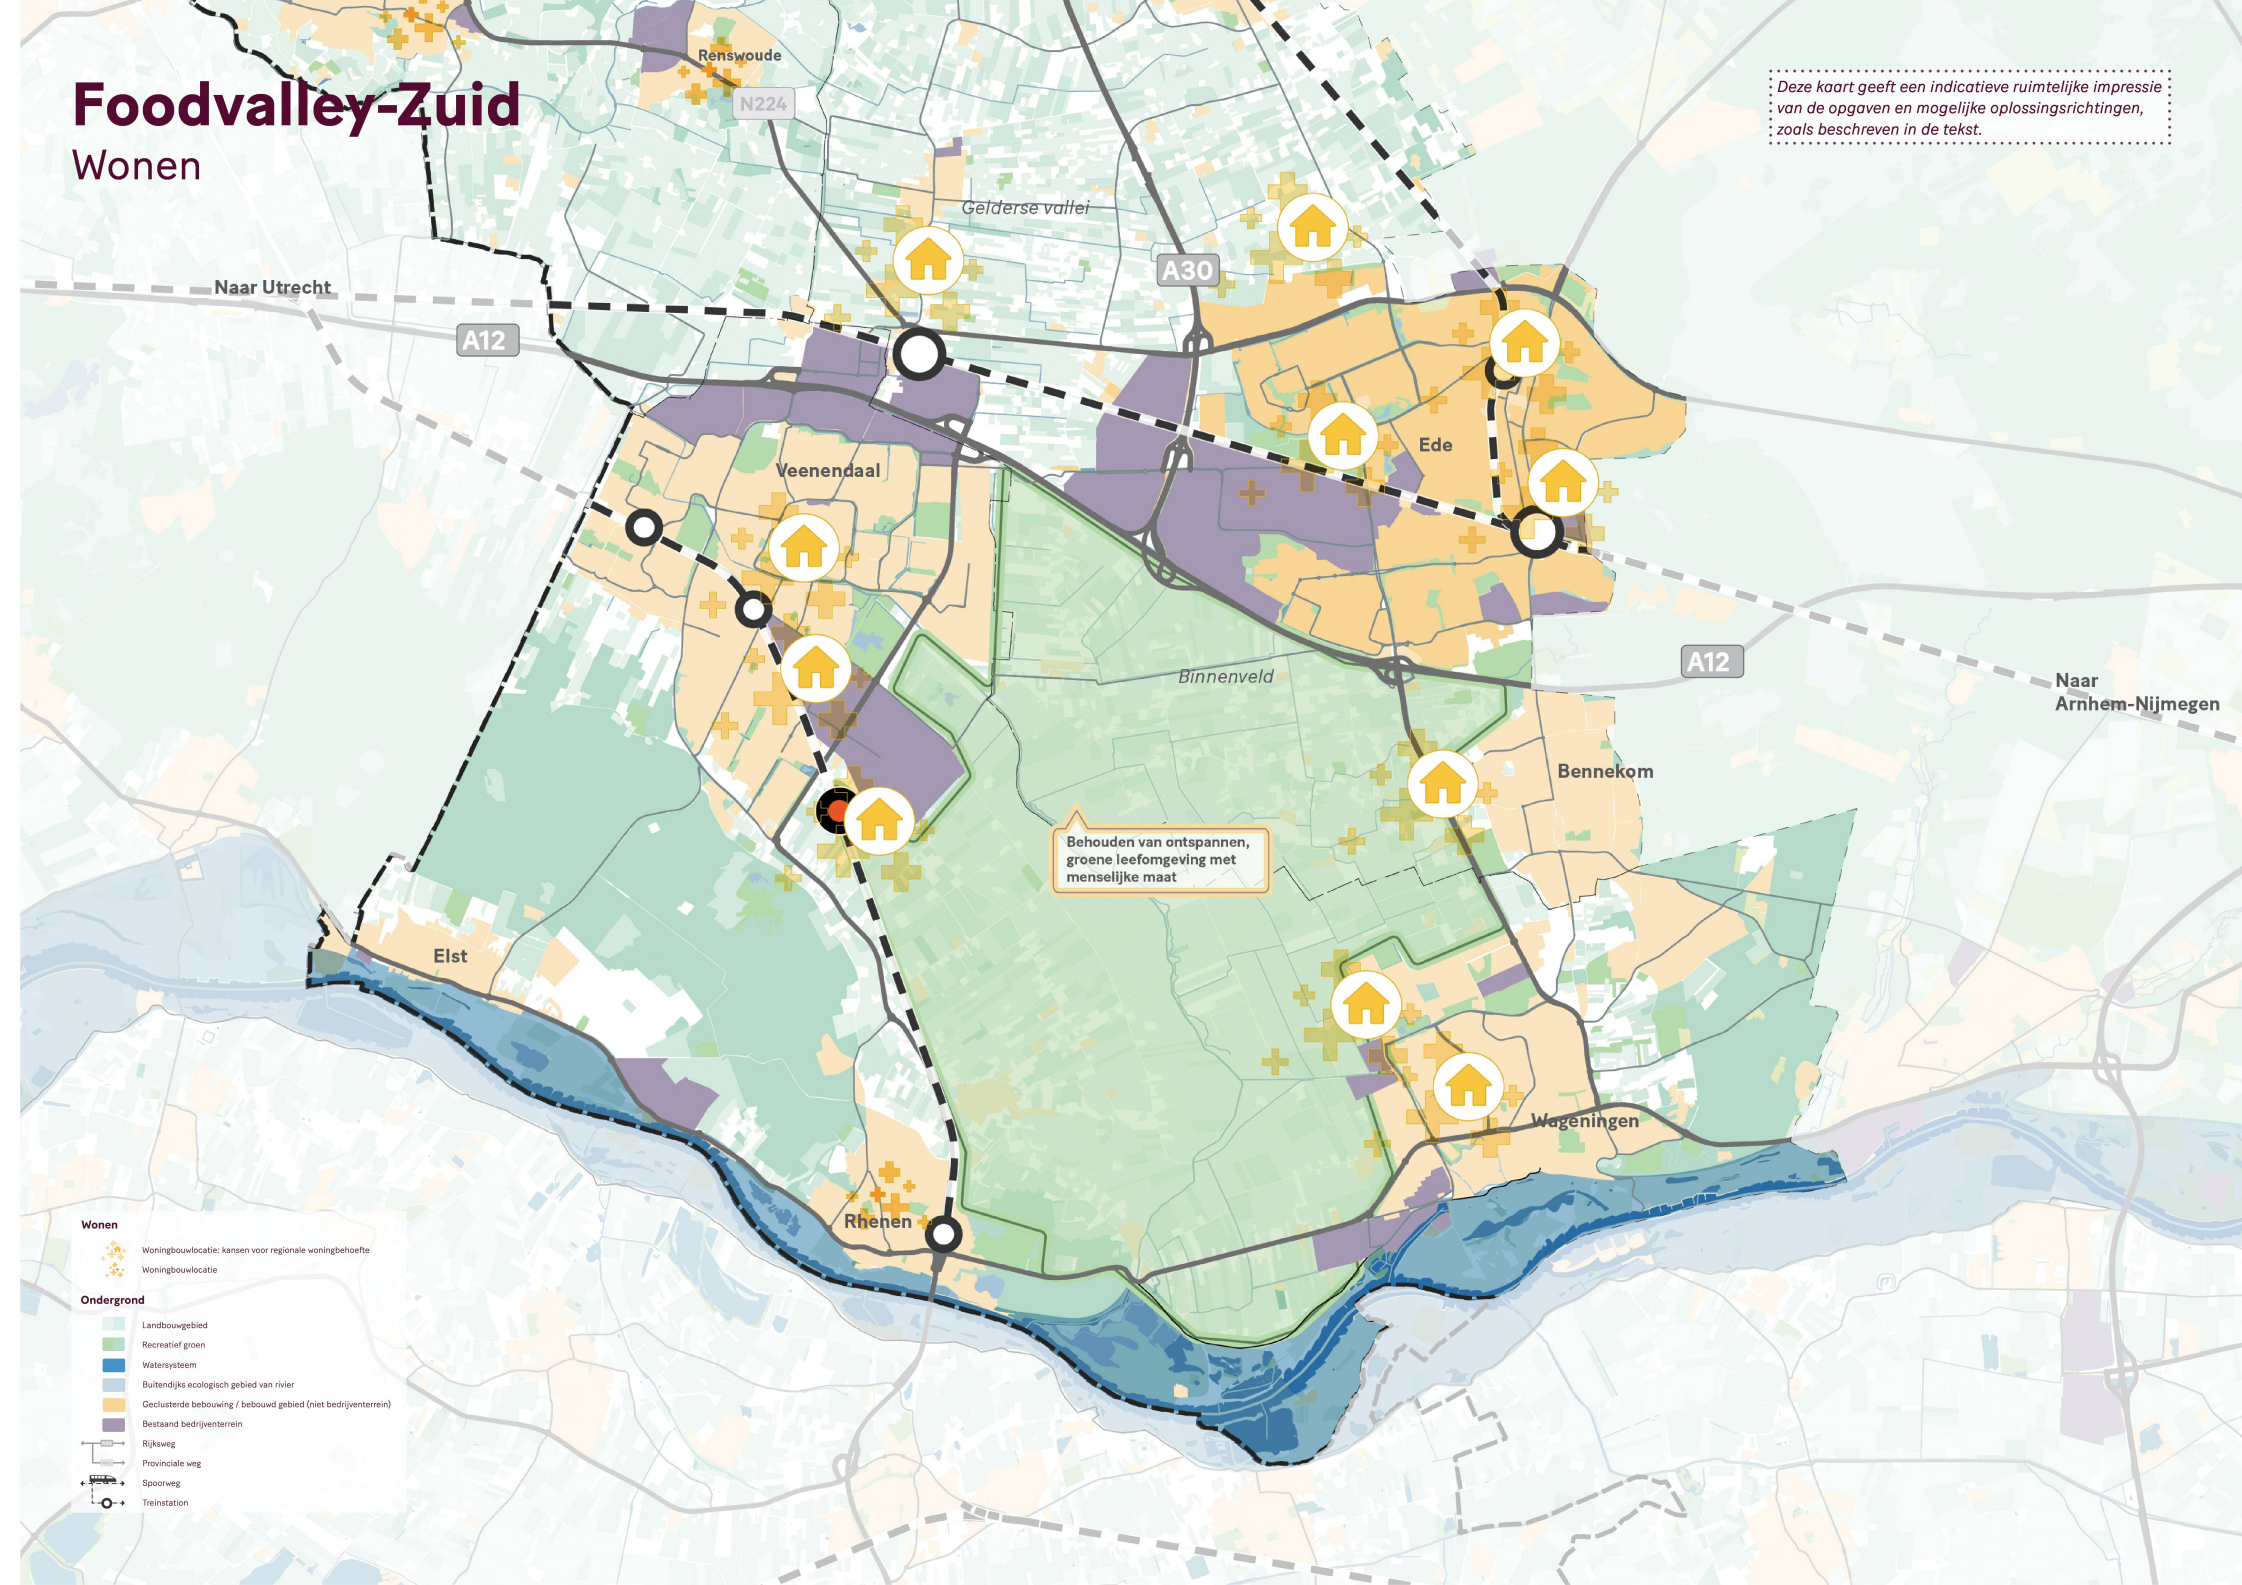 Foodvalley-Zuid
Wonen
Deze kaart geeft een indicatieve ruimtelijke impressie
van de opgaven en mogelijke oplossingsrichtingen,
zoals beschreven in de tekst.
Renswoude
N224
Gelderse vallei
A30
Naar Utrecht
A12
Ede
Veenendaal
Binnenveld
A12
Naar
Arnhem-Nijmegen
Bennekom
Behouden van ontspannen,
groene leefomgeving met
menselijke maat
Elst
Wageningen
Rhenen
Wonen
Woningbouwlocatie: kansen voor regionale woningbehoefte
Woningbouwlocatie
Ondergrond
Landbouwgebied
Recreatief groen
Watersysteem
Buitendijks ecologisch gebied van rivier
Geclusterde bebouwing / bebouwd gebied (niet bedrijventerrein)
Bestaand bedrijventerrein
Rijksweg
Provinciale weg
Spoorweg
Treinstation